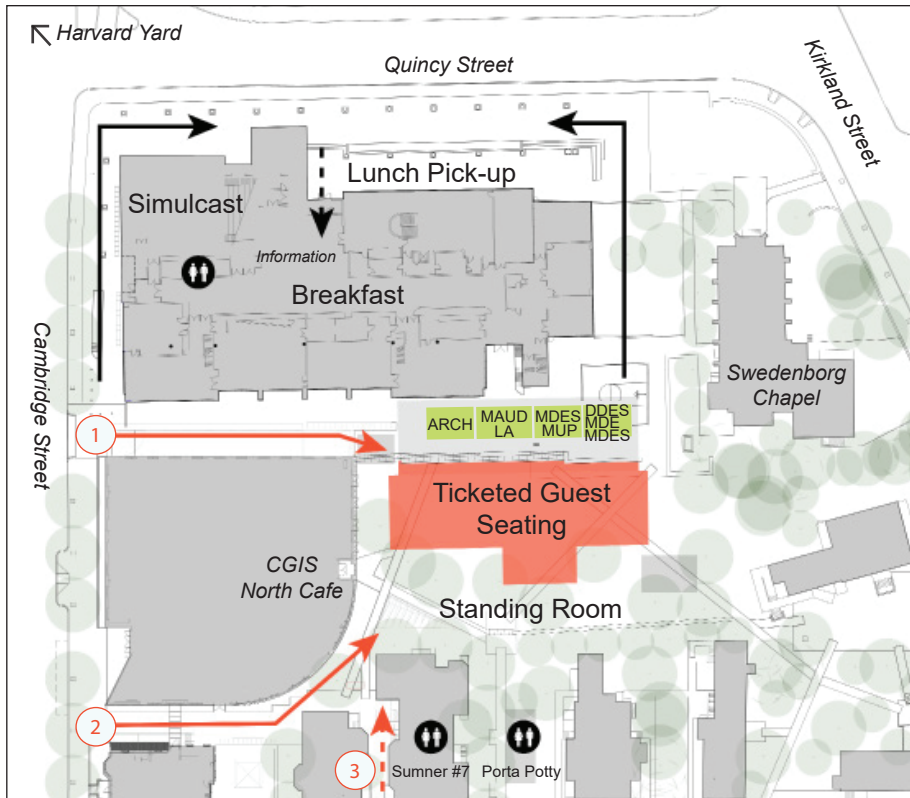 Harvard Yard
Quincy Street
Kirkland Street
Lunch Pick-up
Simulcast
Information
Breakfast
Cambridge Street
Swedenborg
Chapel
ARCH
MAUD
LA
MDES
MUP
DDES
MDE
MDES
1
Ticketed Guest
Seating
CGIS
North Cafe
Standing Room
2
3
Sumner #7
Porta Potty